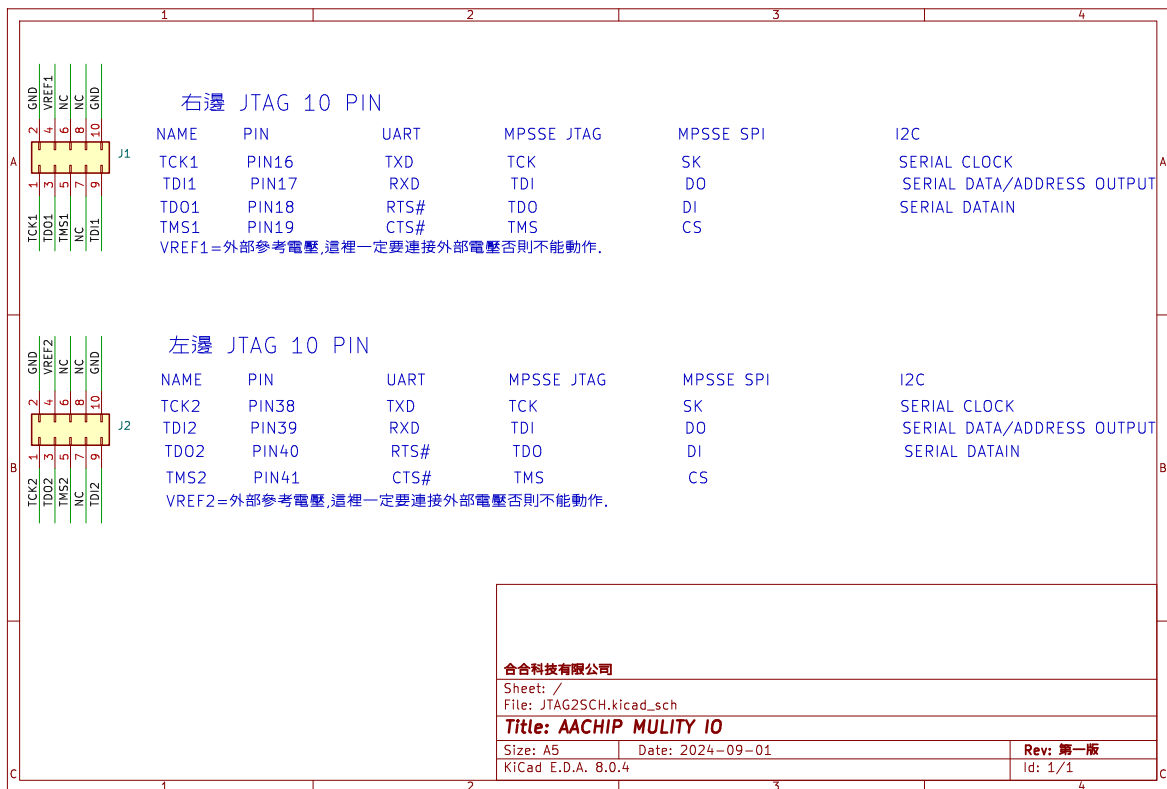 1 2 3 4
GND VREF1 NC NC GND
2 4 6 8 10
J1
1 3 5 7 9
TCK1 TDO1 TMS1 NC TDI1
右邊 JTAG 10 PIN
NAME PIN UART MPSSE JTAG MPSSE SPI I2C
A A
TCK1 PIN16 TXD TCK SK SERIAL CLOCK
TDI1 PIN17 RXD TDI DO SERIAL DATA/ADDRESS OUTPUT
TDO1 PIN18 RTS# TDO DI SERIAL DATAIN
TMS1 PIN19 CTS# TMS CS
VREF1=外部參考電壓,這裡一定要連接外部電壓否則不能動作.
GND VREF2 NC NC GND
2 4 6 8 10
J2
1 3 5 7 9
TCK2 TDO2 TMS2 NC TDI2
左邊 JTAG 10 PIN
NAME PIN UART MPSSE JTAG MPSSE SPI I2C
TCK2 PIN38 TXD TCK SK SERIAL CLOCK
TDI2 PIN39 RXD TDI DO SERIAL DATA/ADDRESS OUTPUT
TDO2 PIN40 RTS# TDO DI SERIAL DATAIN
B B
TMS2 PIN41 CTS# TMS CS
VREF2=外部參考電壓,這裡一定要連接外部電壓否則不能動作.
合合科技有限公司
Sheet: /
File: JTAG2SCH.kicad_sch
Title: AACHIP MULITY IO
Size: A5 Date: 2024-09-01 Rev: 第一版
KiCad E.D.A. 8.0.4 Id: 1/1
C C
1 2 3 4